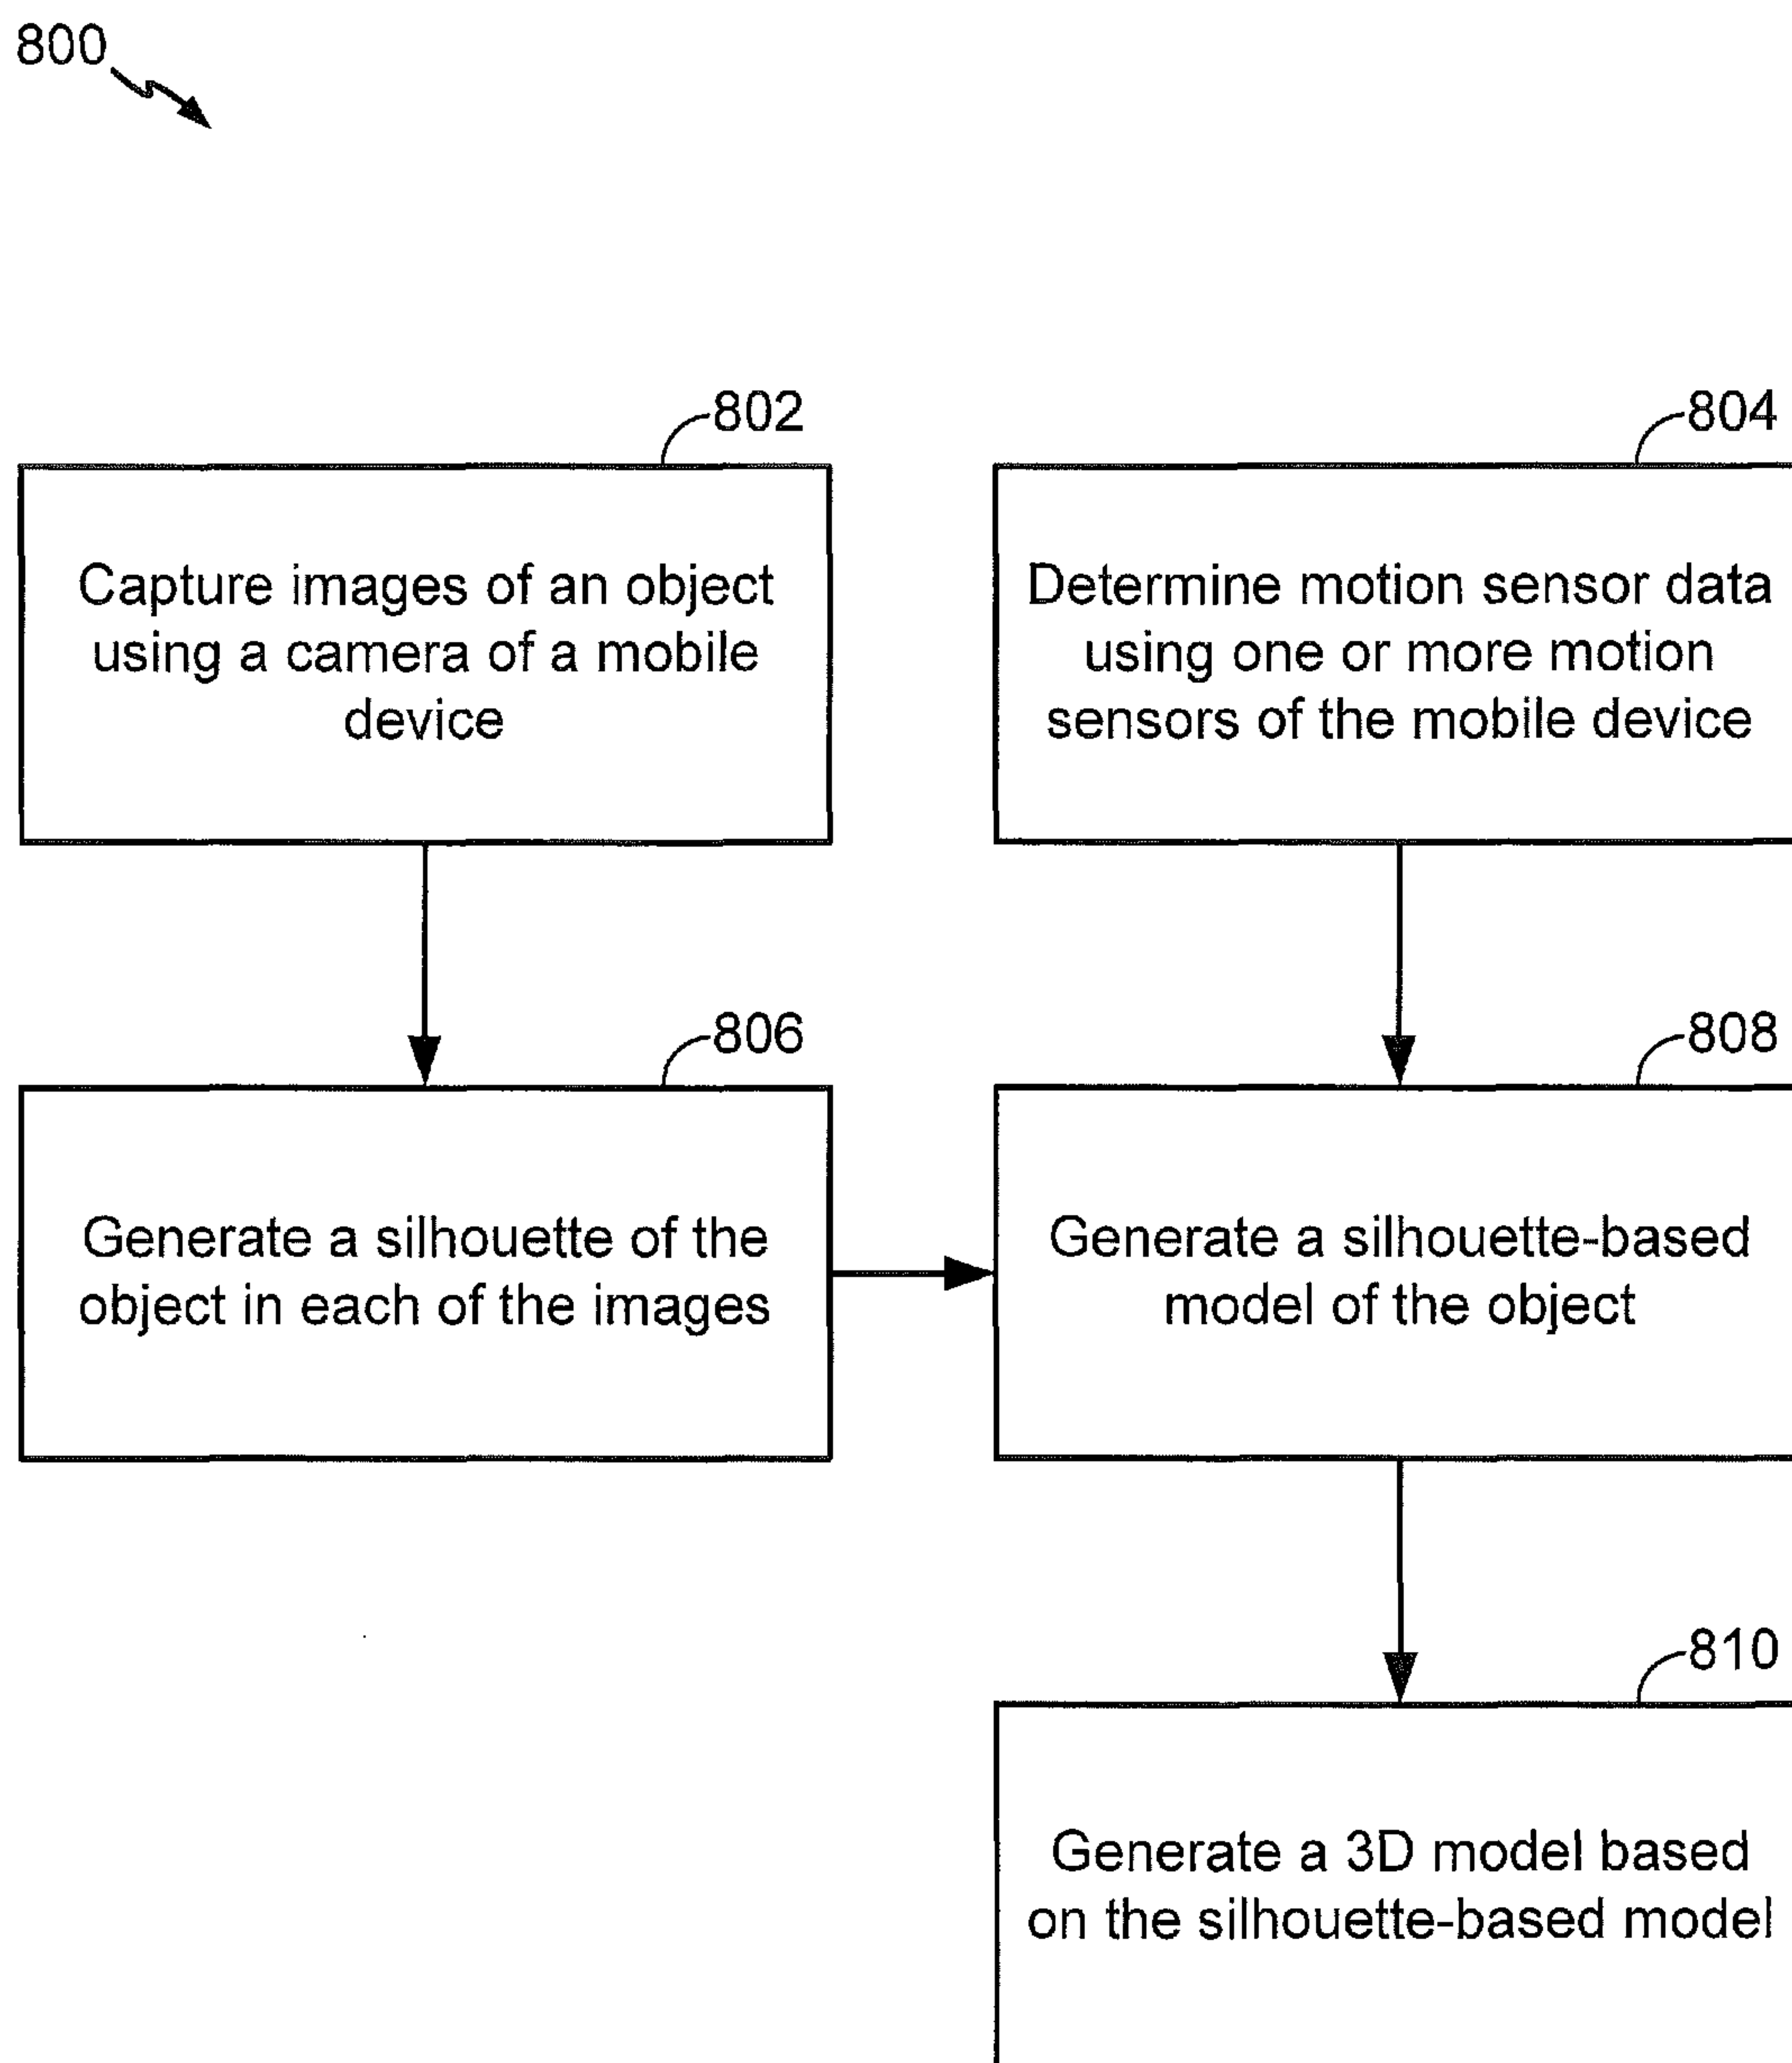 800
802
Capture images of an object
using a camera of a mobile
device
804
Determine motion sensor data
using one or more motion
sensors of the mobile device
806
Generate a silhouette of the
object in each of the images
808
Generate a silhouette-based
model of the object
810
Generate a 3D model based
on the silhouette-based model